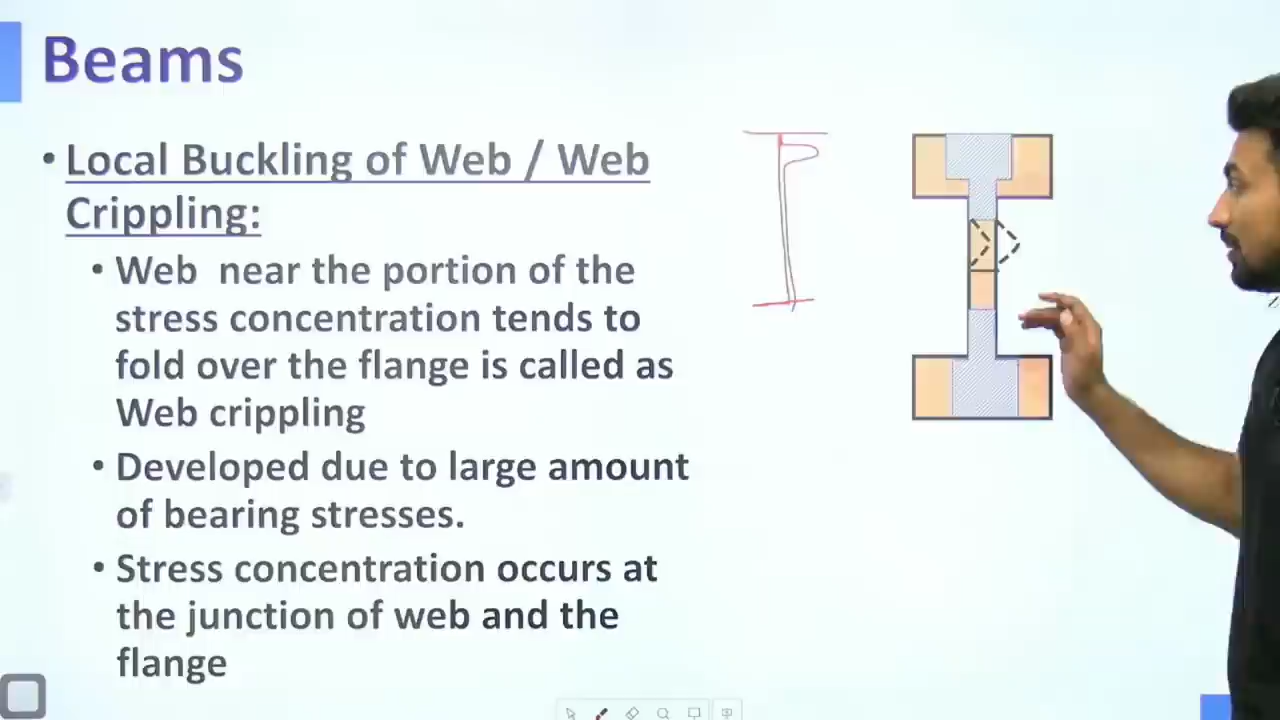 Beams
• Local Buckling of Web / Web
Crippling:
• Web near the portion of the
stress concentration tends to
fold over the flange is called as
Web crippling
• Developed due to large amount
of bearing stresses.
• Stress concentration occurs at
the junction of web and the
flange